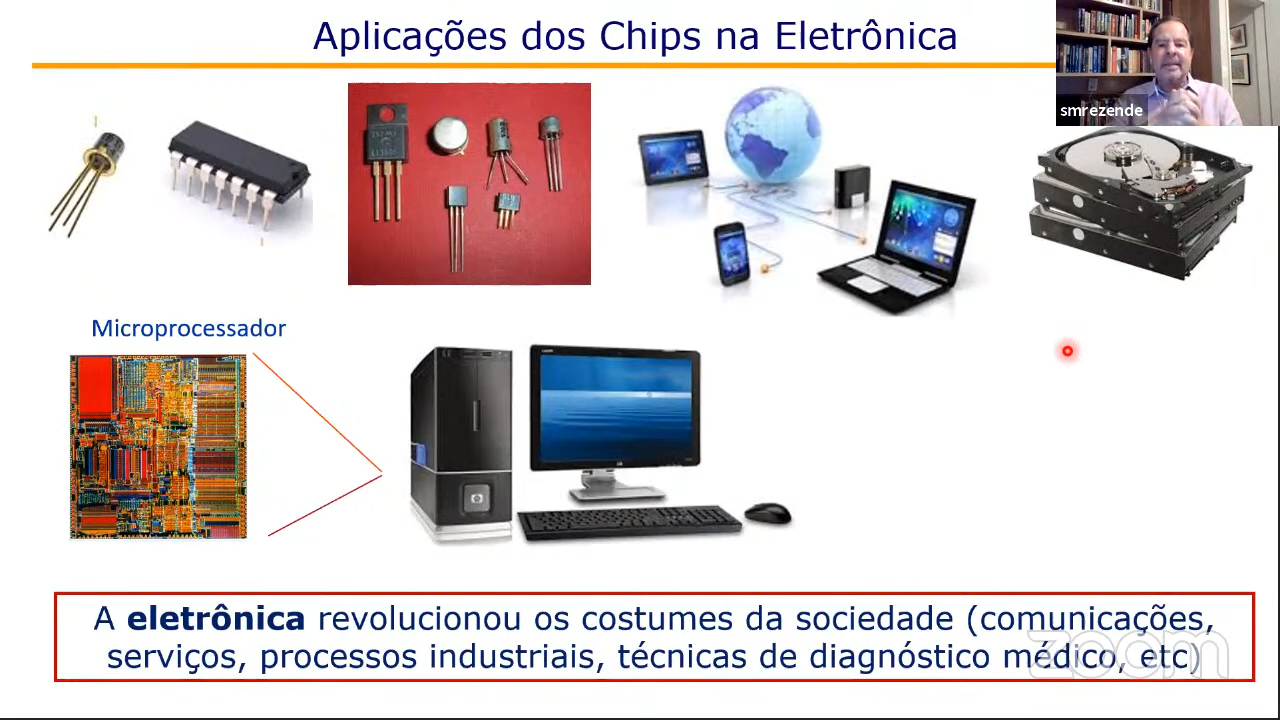 Aplicações dos Chips na Eletrônica
smrezende
Microprocessador
A eletrônica revolucionou os costumes da sociedade (comunicações,
serviços, processos industriais, técnicas de diagnóstico médico, etc)
zoom